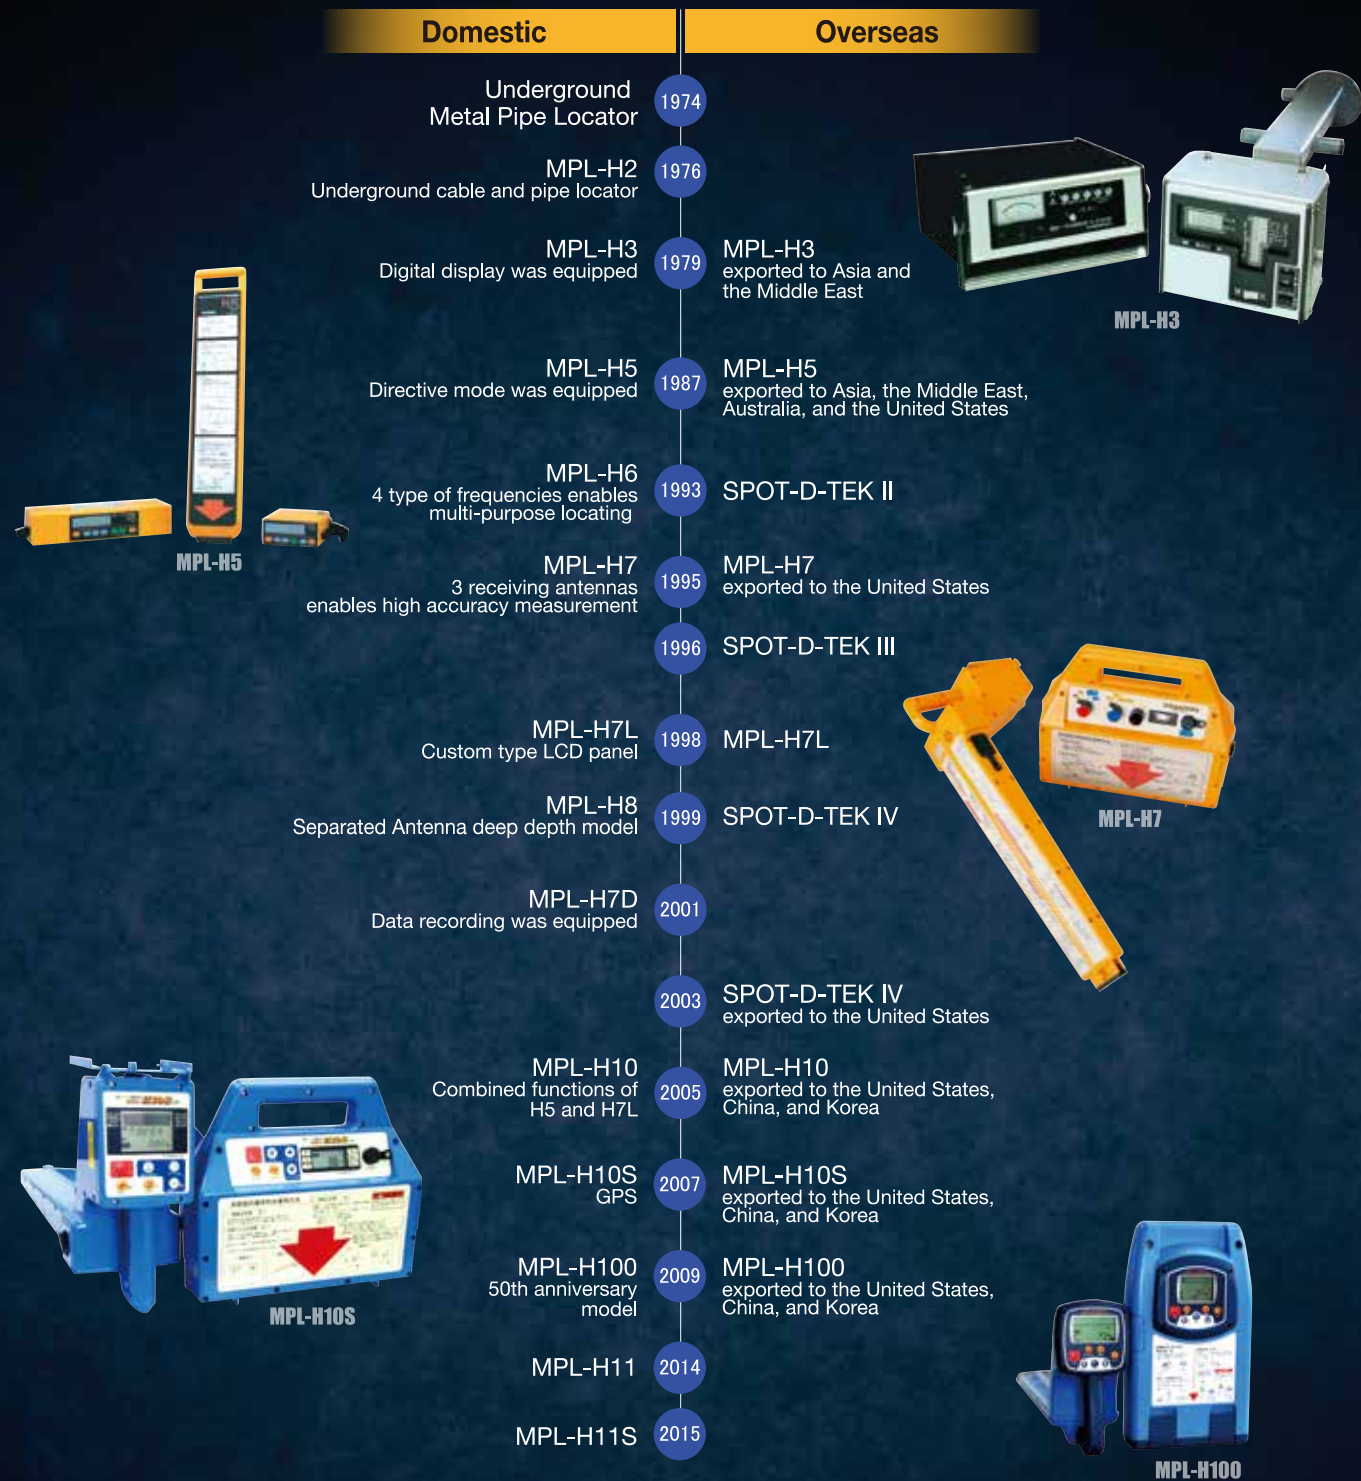 Domestic
Overseas
Underground
Metal Pipe Locator
1974
MPL-H2
Underground cable and pipe locator
1976
MPL-H3
Digital display was equipped
1979
MPL-H3
exported to Asia and
the Middle East
MPL-H3
MPL-H5
Directive mode was equipped
1987
MPL-H5
exported to Asia, the Middle East,
Australia, and the United States
MPL-H6
4 type of frequencies enables
multi-purpose locating
1993
SPOT-D-TEK II
MPL-H5
MPL-H7
3 receiving antennas
enables high accuracy measurement
1995
MPL-H7
exported to the United States
1996
SPOT-D-TEK III
MPL-H7L
Custom type LCD panel
1998
MPL-H7L
MPL-H8
Separated Antenna deep depth model
1999
SPOT-D-TEK IV
MPL-H7
MPL-H7D
Data recording was equipped
2001
2003
SPOT-D-TEK IV
exported to the United States
MPL-H10
Combined functions of
H5 and H7L
2005
MPL-H10
exported to the United States,
China, and Korea
MPL-H10S
GPS
2007
MPL-H10S
exported to the United States,
China, and Korea
MPL-H100
50th anniversary
model
2009
MPL-H100
exported to the United States,
China, and Korea
MPL-H10S
MPL-H11
2014
MPL-H11S
2015
MPL-H100